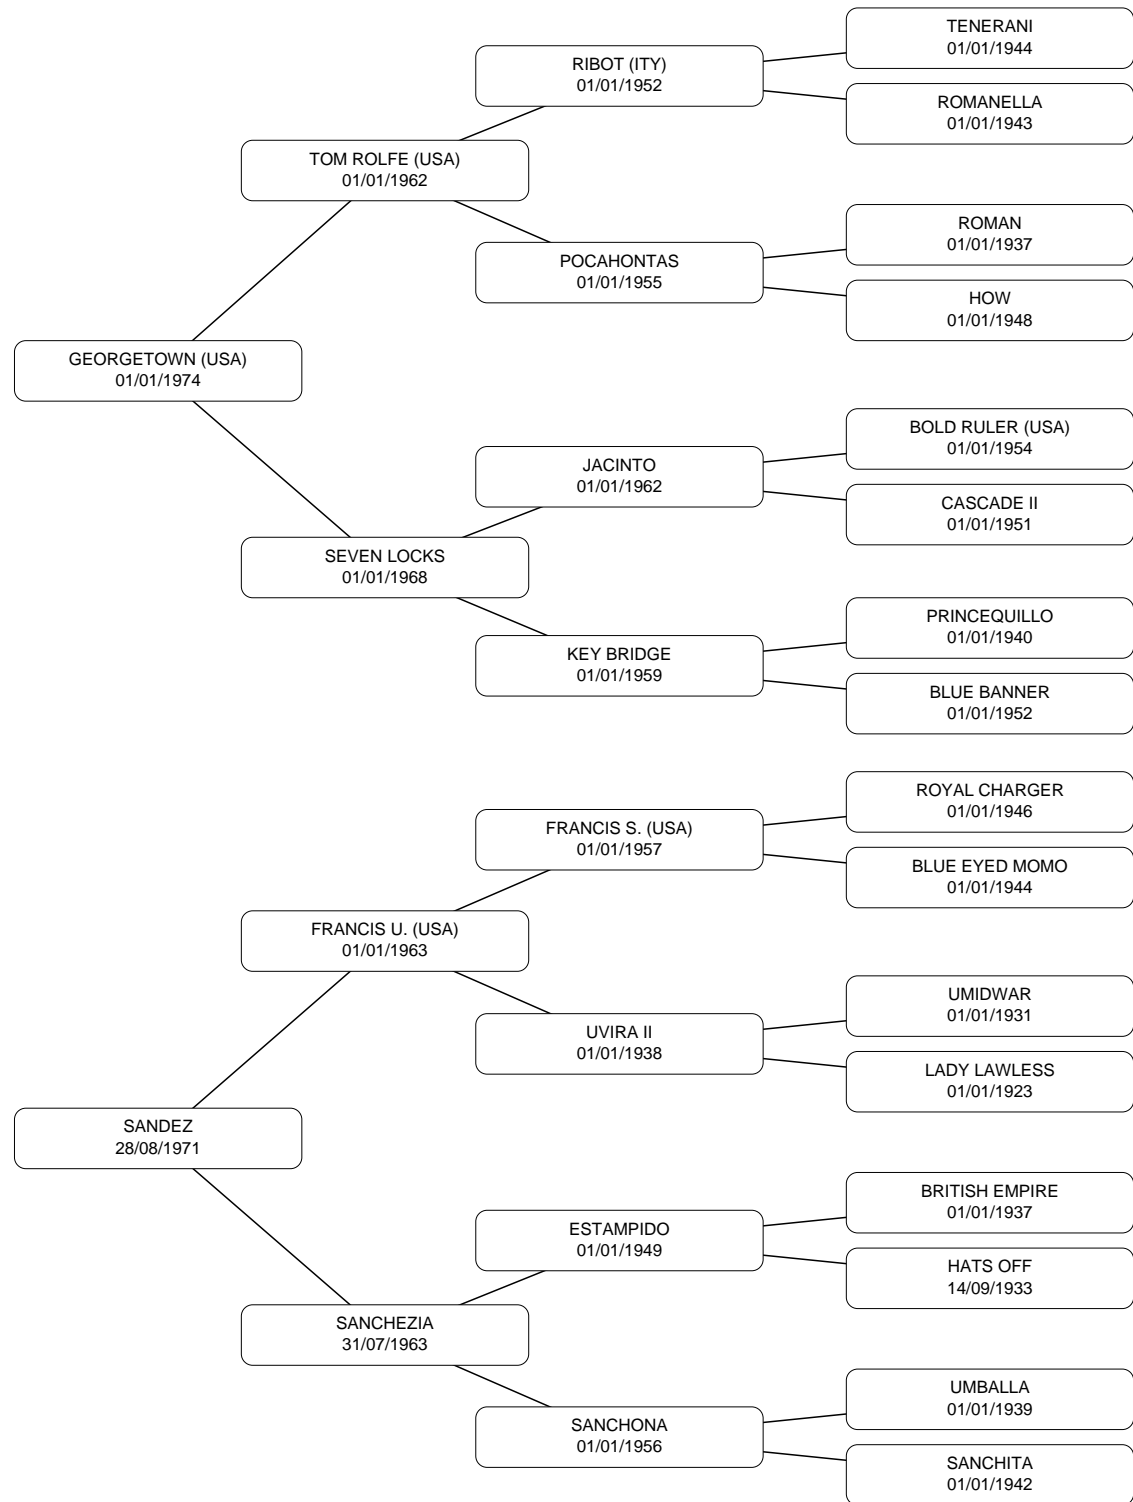 TENERANI
01/01/1944
RIBOT (ITY)
01/01/1952
ROMANELLA
01/01/1943
TOM ROLFE (USA)
01/01/1962
ROMAN
01/01/1937
POCAHONTAS
01/01/1955
HOW
01/01/1948
GEORGETOWN (USA)
01/01/1974
BOLD RULER (USA)
01/01/1954
JACINTO
01/01/1962
CASCADE II
01/01/1951
SEVEN LOCKS
01/01/1968
PRINCEQUILLO
01/01/1940
KEY BRIDGE
01/01/1959
BLUE BANNER
01/01/1952
ROYAL CHARGER
01/01/1946
FRANCIS S. (USA)
01/01/1957
BLUE EYED MOMO
01/01/1944
FRANCIS U. (USA)
01/01/1963
UMIDWAR
01/01/1931
UVIRA II
01/01/1938
LADY LAWLESS
01/01/1923
SANDEZ
28/08/1971
BRITISH EMPIRE
01/01/1937
ESTAMPIDO
01/01/1949
HATS OFF
14/09/1933
SANCHEZIA
31/07/1963
UMBALLA
01/01/1939
SANCHONA
01/01/1956
SANCHITA
01/01/1942